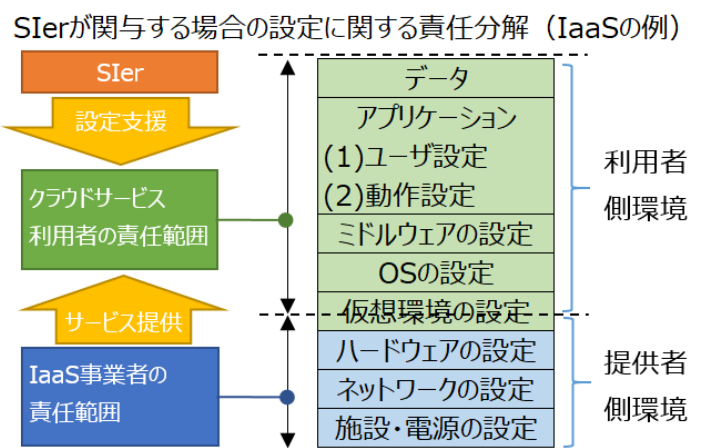 SIerが関与する場合の設定に関する責任分解（IaaSの例）
SIer
設定支援
クラウドサービス
利用者の責任範囲
サービス提供
IaaS事業者の
責任範囲
データ
アプリケーション
(1)ユーザ設定
(2)動作設定
ミドルウェアの設定
OSの設定
仮想環境の設定
ハードウェアの設定
ネットワークの設定
施設・電源の設定
利用者
側環境
提供者
側環境